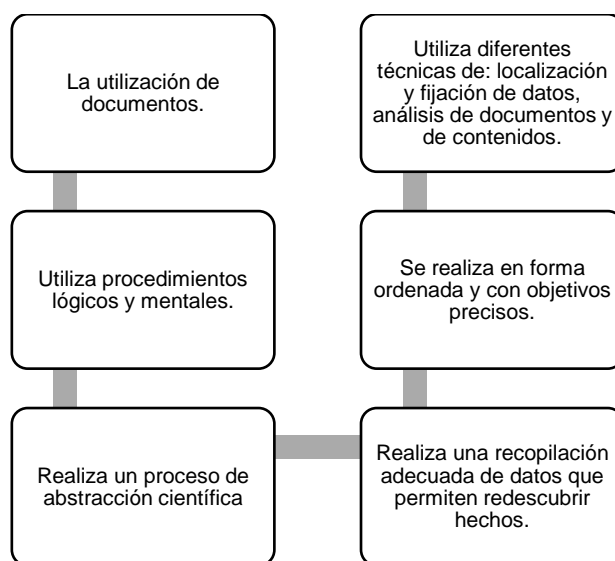 La utilización de
documentos.
Utiliza procedimientos
lógicos y mentales.
Realiza un proceso de
abstracción científica
Realiza una recopilación
adecuada de datos que
permiten redescubrir
hechos.
Se realiza en forma
ordenada y con objetivos
precisos.
Utiliza diferentes
técnicas de: localización
y fijación de datos,
análisis de documentos y
de contenidos.